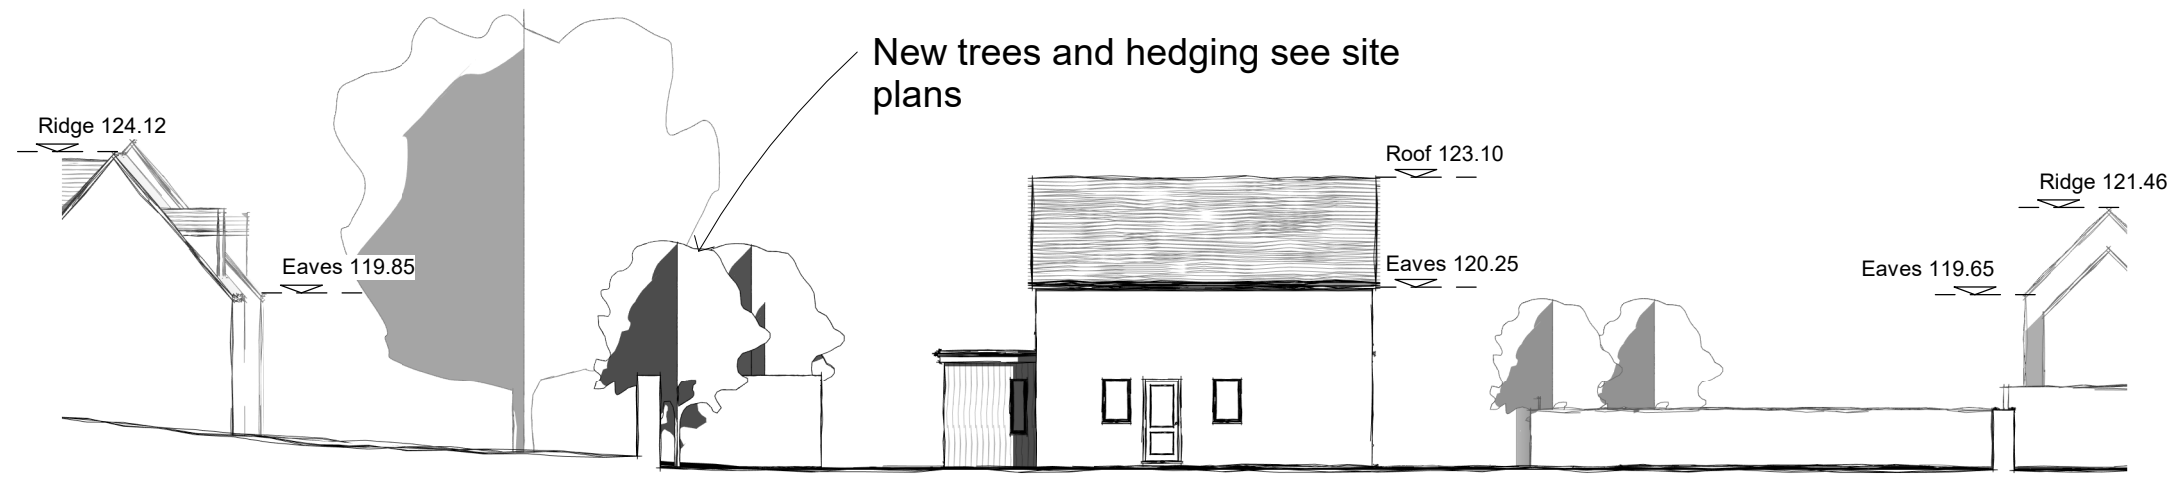 New trees and hedging see site
plans
Ridge 124.12
Eaves 119.85
Roof 123.10
Eaves 120.25
Ridge 121.46
Eaves 119.65